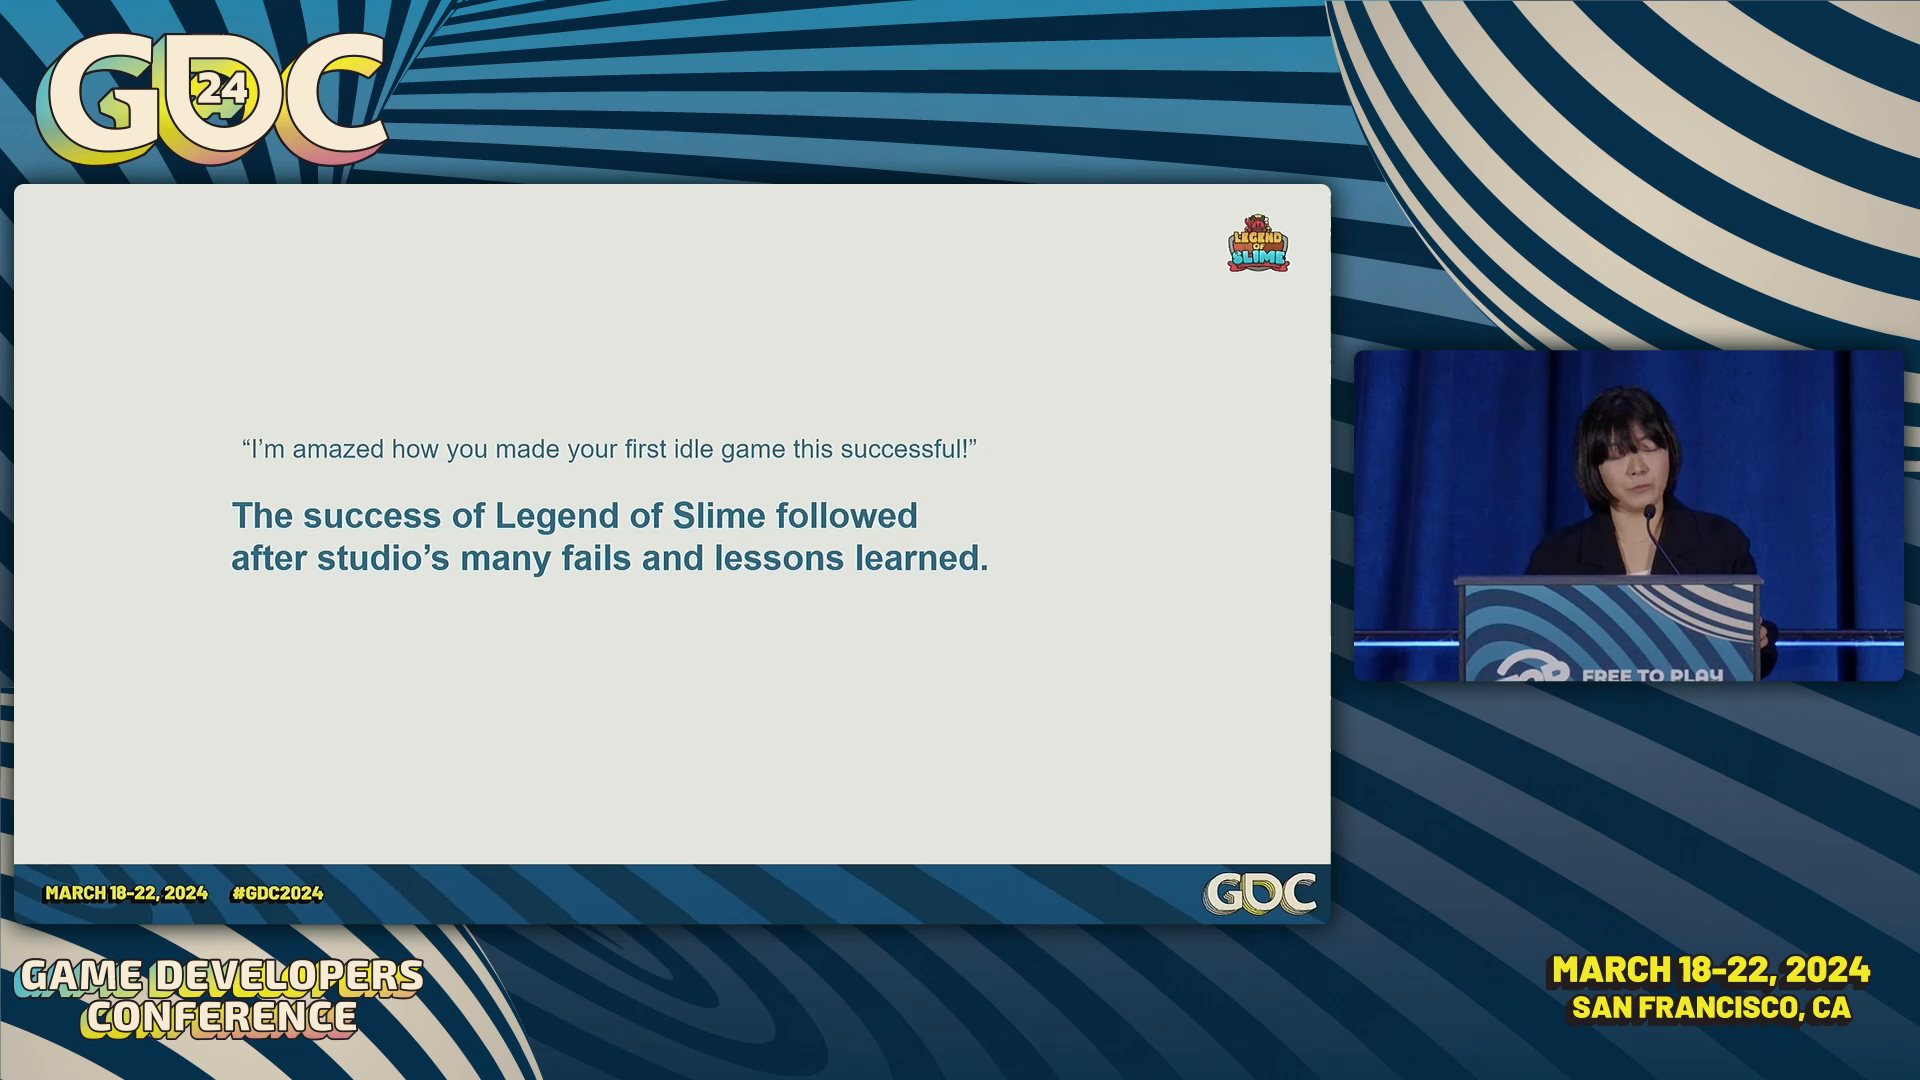 GDC
24
LEGEND
OF
SLIME
“I’m amazed how you made your first idle game this successful!”
The success of Legend of Slime followed
after studio’s many fails and lessons learned.
FREE TO PLAY
MARCH 18-22, 2024 #GDC2024
GDC
GAME DEVELOPERS
CONFERENCE
MARCH 18-22, 2024
SAN FRANCISCO, CA